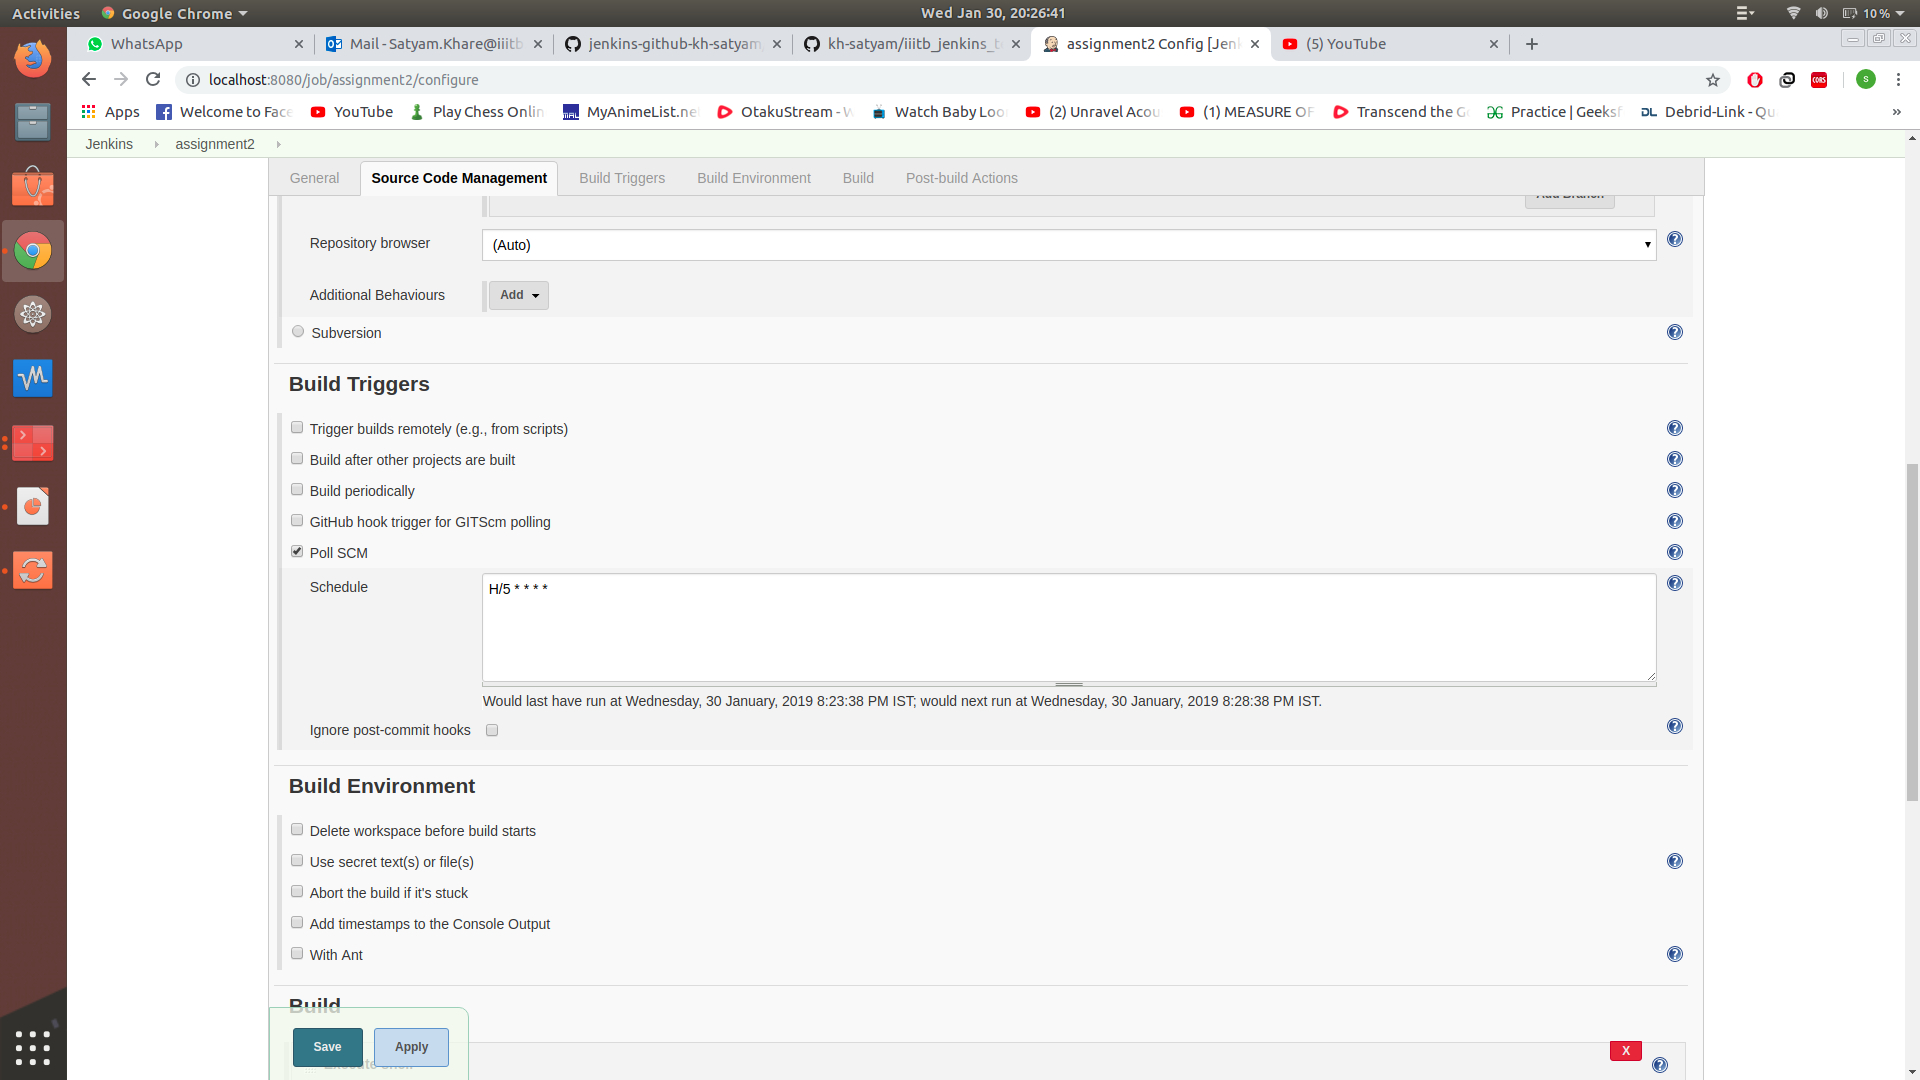 Activities Google Chrome Wed Jan 30, 20:26:41 10 %
WhatsApp Mail - Satyam.Khare@iiitb jenkins-github-kh-satyam. kh-satyam/iiitb_jenkins_t assignment2 Config [Jen (5) YouTube
localhost:8080/job/assignment2/configure
S
Apps Welcome to Face YouTube Play Chess Onlin MyAnimeList.ne OtakuStream - W Watch Baby Loo (2) Unravel Acou (1) MEASURE OF Transcend the G Practice | Geeksf Debrid-Link - Qu »
Jenkins assignment2
General Source Code Management Build Triggers Build Environment Build Post-build Actions
Add Branch
Repository browser (Auto)
Additional Behaviours Add
Subversion
Build Triggers
Trigger builds remotely (e.g., from scripts)
Build after other projects are built
Build periodically
GitHub hook trigger for GITScm polling
Poll SCM
Schedule H/5 * * * *
Would last have run at Wednesday, 30 January, 2019 8:23:38 PM IST; would next run at Wednesday, 30 January, 2019 8:28:38 PM IST.
Ignore post-commit hooks
Build Environment
Delete workspace before build starts
Use secret text(s) or file(s)
Abort the build if it's stuck
Add timestamps to the Console Output
With Ant
Build
Save Apply
X
Execute shell